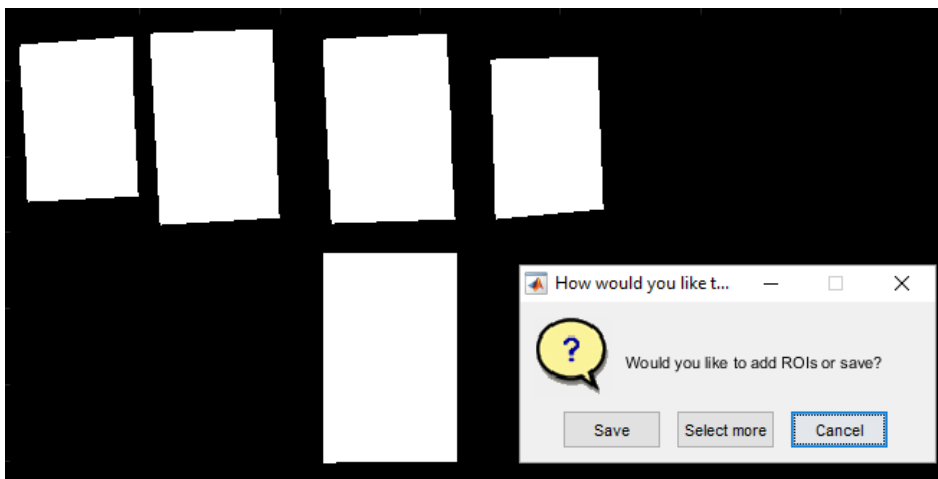 How would you like t...
?
Would you like to add ROIs or save?
Save
Select more
Cancel